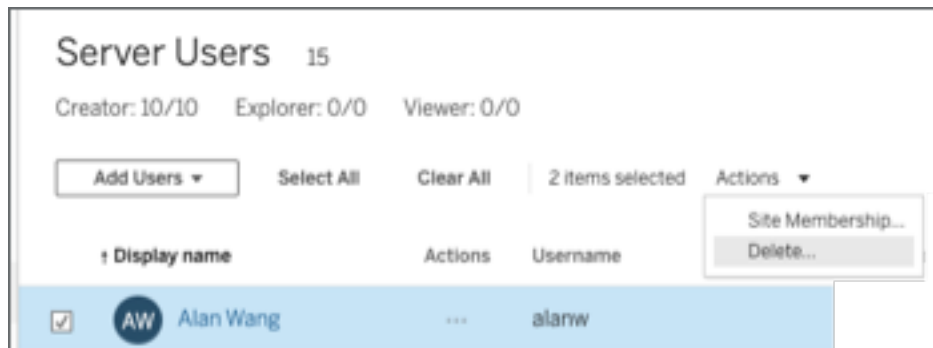 Server Users 15
Creator: 10/10 Explorer: 0/0 Viewer: 0/0
Add Users Select All Clear All 2 items selected Actions
Site Membership...
Delete...
↑ Display name Actions Username
AW Alan Wang ... alanw